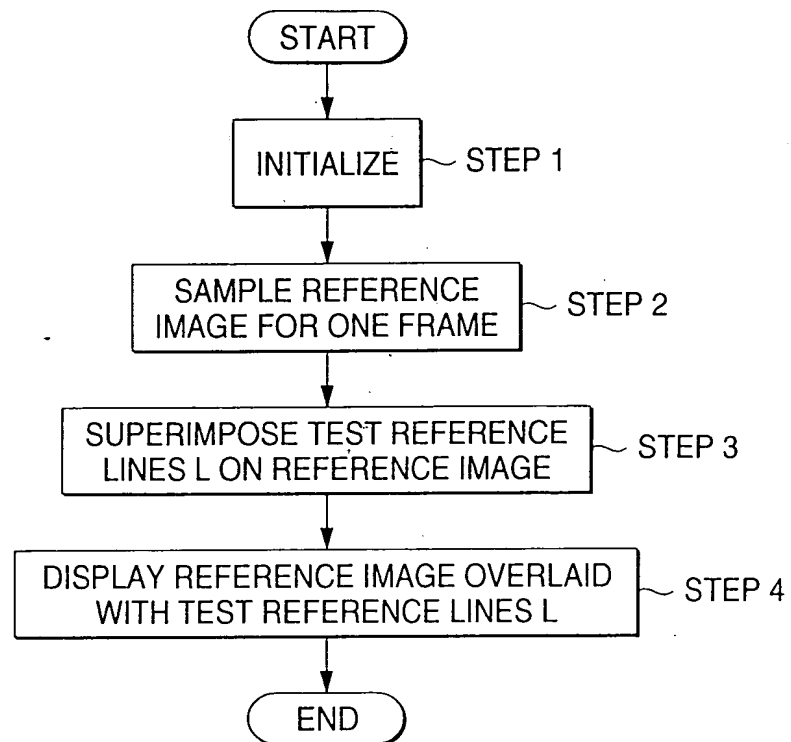 START
INITIALIZE
STEP 1
SAMPLE REFERENCE
IMAGE FOR ONE FRAME
STEP 2
SUPERIMPOSE TEST REFERENCE
LINES L ON REFERENCE IMAGE
STEP 3
DISPLAY REFERENCE IMAGE OVERLAID
WITH TEST REFERENCE LINES L
STEP 4
END